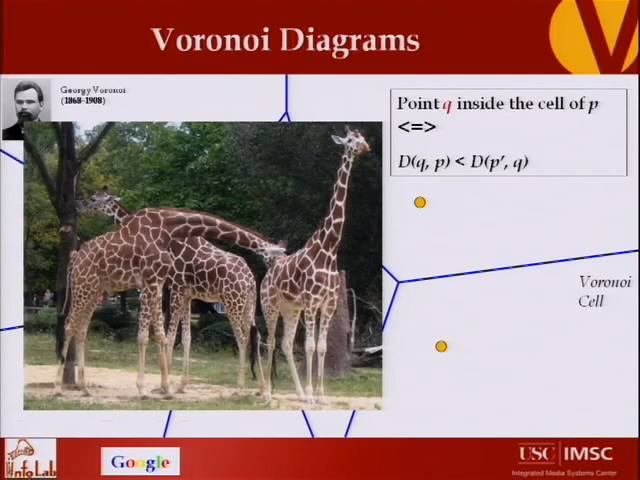 Voronoi Diagrams
Georgy Voronoi
(1868-1908)
Point q inside the cell of p
<=>
D(q, p) < D(p', q)
Voronoi
Cell
InfoLab
Google
USC IMSC
Integrated Media Systems Center